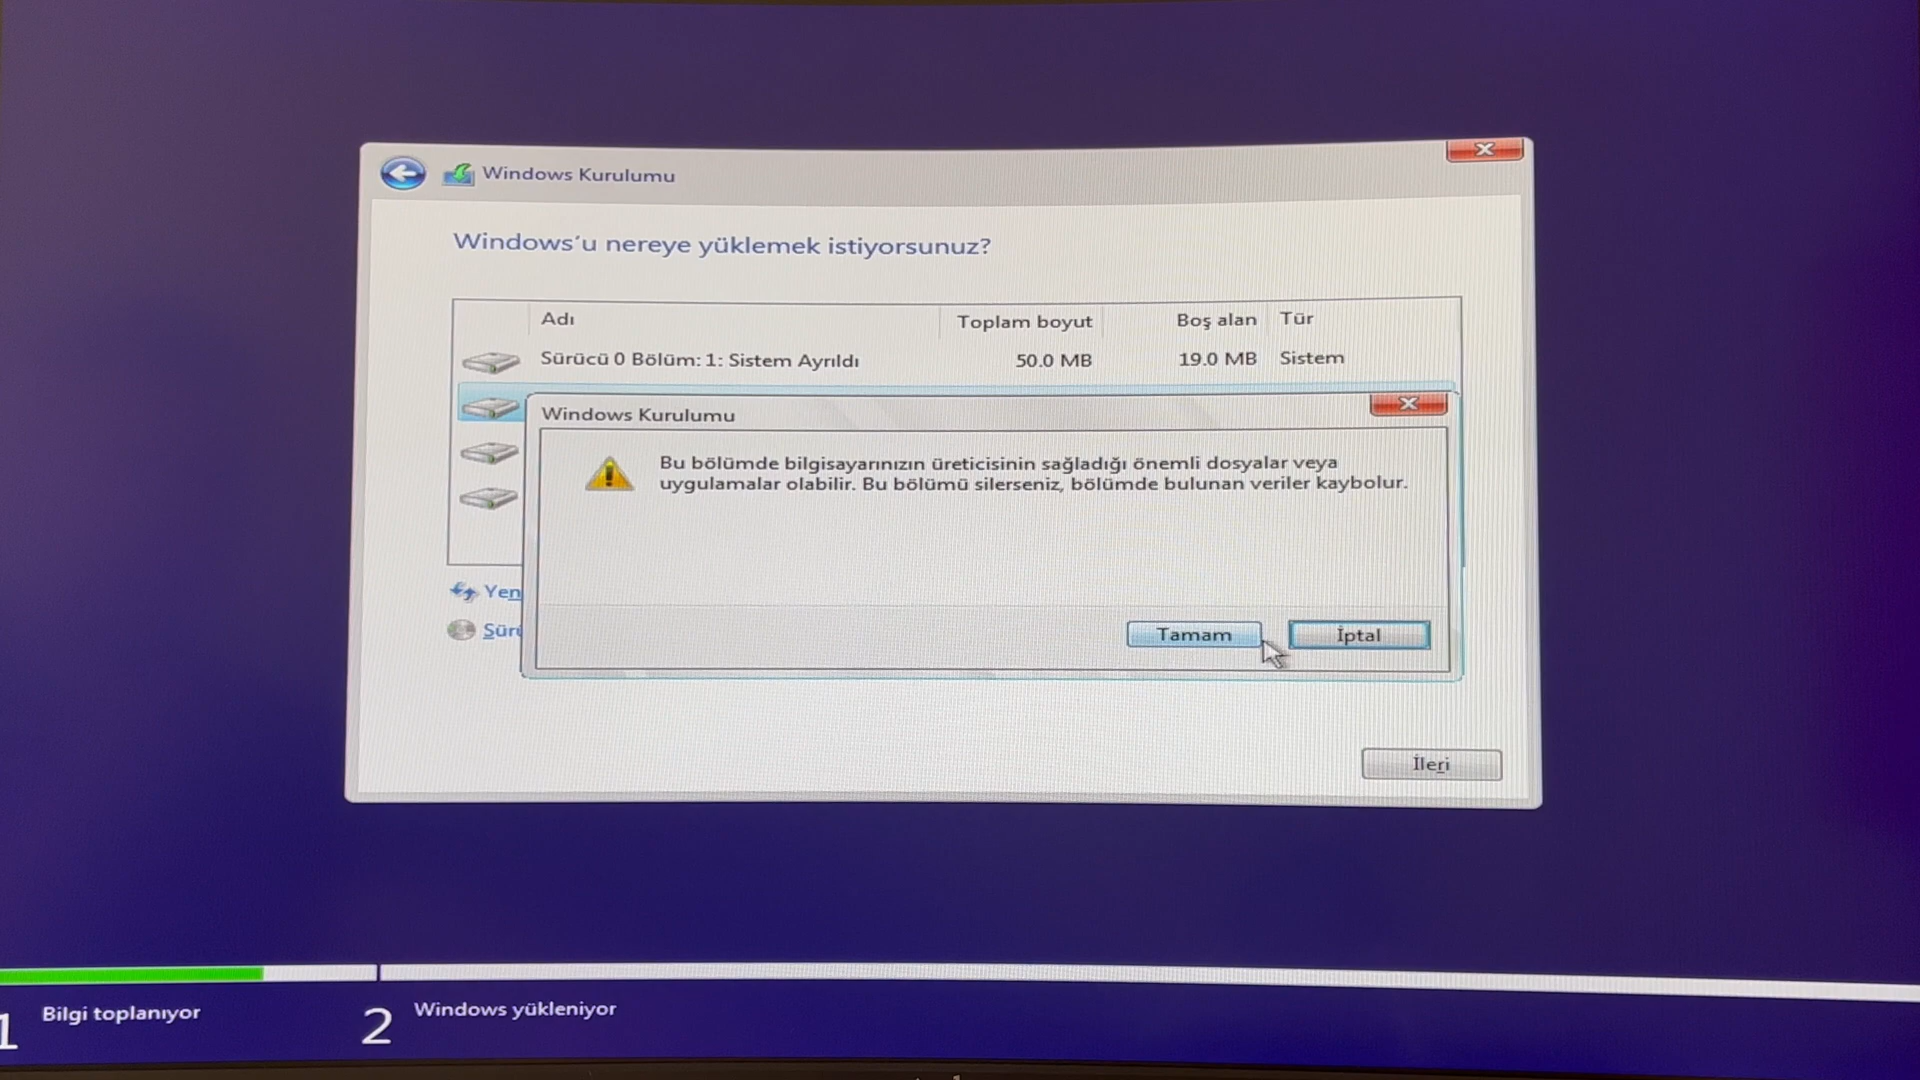 Windows Kurulumu
Windows'u nereye yüklemek istiyorsunuz?
Adı Toplam boyut Boş alan Tür
Sürücü 0 Bölüm: 1: Sistem Ayrıldı 50.0 MB 19.0 MB Sistem
Windows Kurulumu
Bu bölümde bilgisayarınızın üreticisinin sağladığı önemli dosyalar veya
uygulamalar olabilir. Bu bölümü silerseniz, bölümde bulunan veriler kaybolur.
Yen
Sürü
Tamam İptal
İleri
1 Bilgi toplanıyor
2 Windows yükleniyor